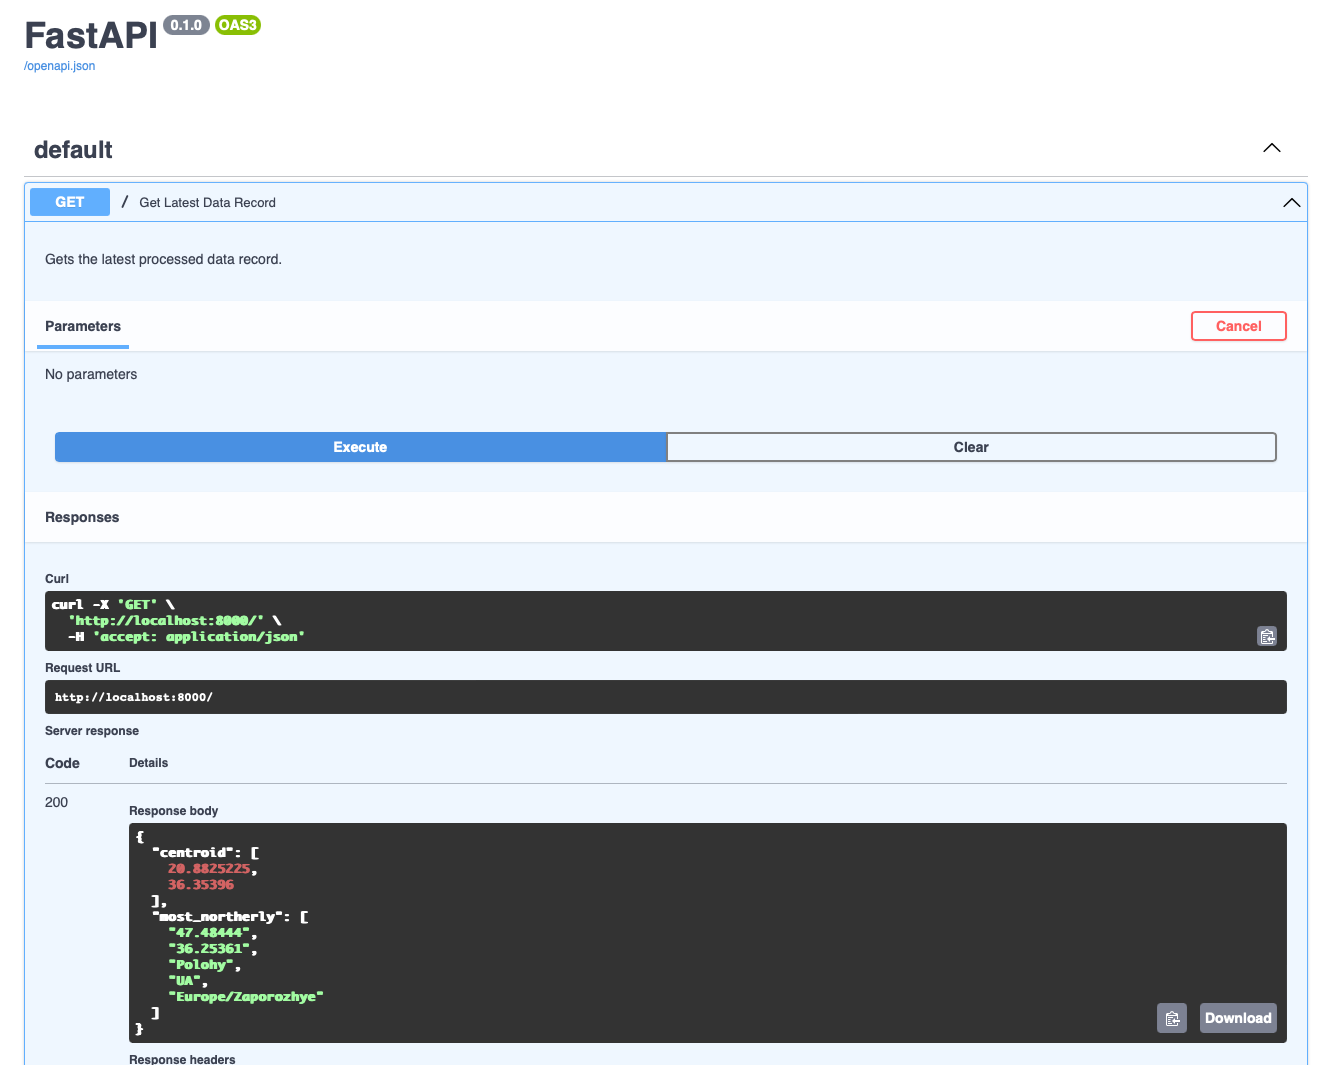 FastAPI 0.1.0 OAS3
/openapi.json
default
GET / Get Latest Data Record
Gets the latest processed data record.
Parameters Cancel
No parameters
Execute Clear
Responses
Curl
curl -X 'GET' \
  'http://localhost:8000/' \
  -H 'accept: application/json'
Request URL
http://localhost:8000/
Server response
Code Details
200
Response body
{
  "centroid": [
    20.8825225,
    36.35396
  ],
  "most_northerly": [
    "47.48444",
    "36.25361",
    "Polohy",
    "UA",
    "Europe/Zaporozhye"
  ]
}
Download
Response headers